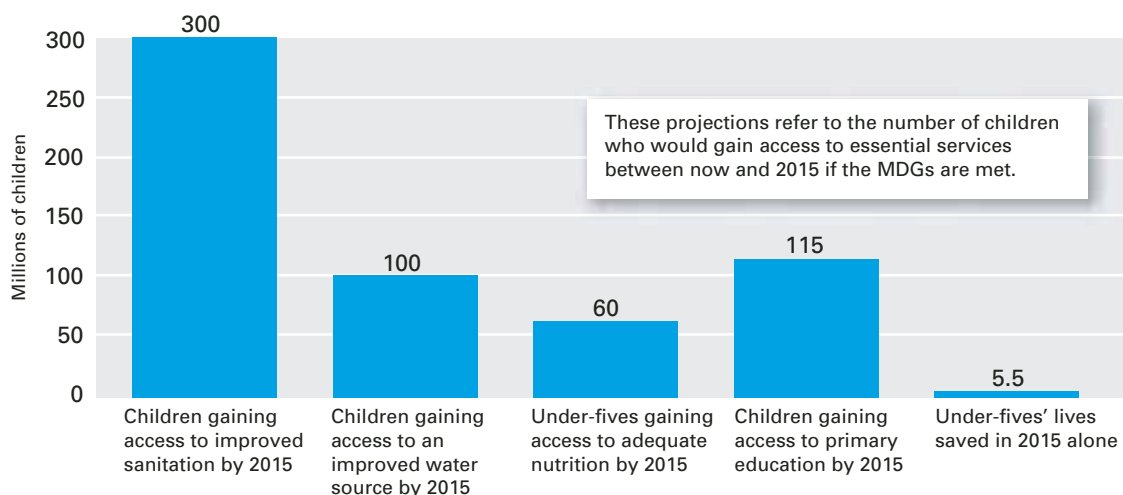 300
300
250
200
150
100
50
0
Millions of children
These projections refer to the number of children
who would gain access to essential services
between now and 2015 if the MDGs are met.
100
60
115
5.5
Children gaining
access to improved
sanitation by 2015
Children gaining
access to an
improved water
source by 2015
Under-fives gaining
access to adequate
nutrition by 2015
Children gaining
access to primary
education by 2015
Under-fives’ lives
saved in 2015 alone